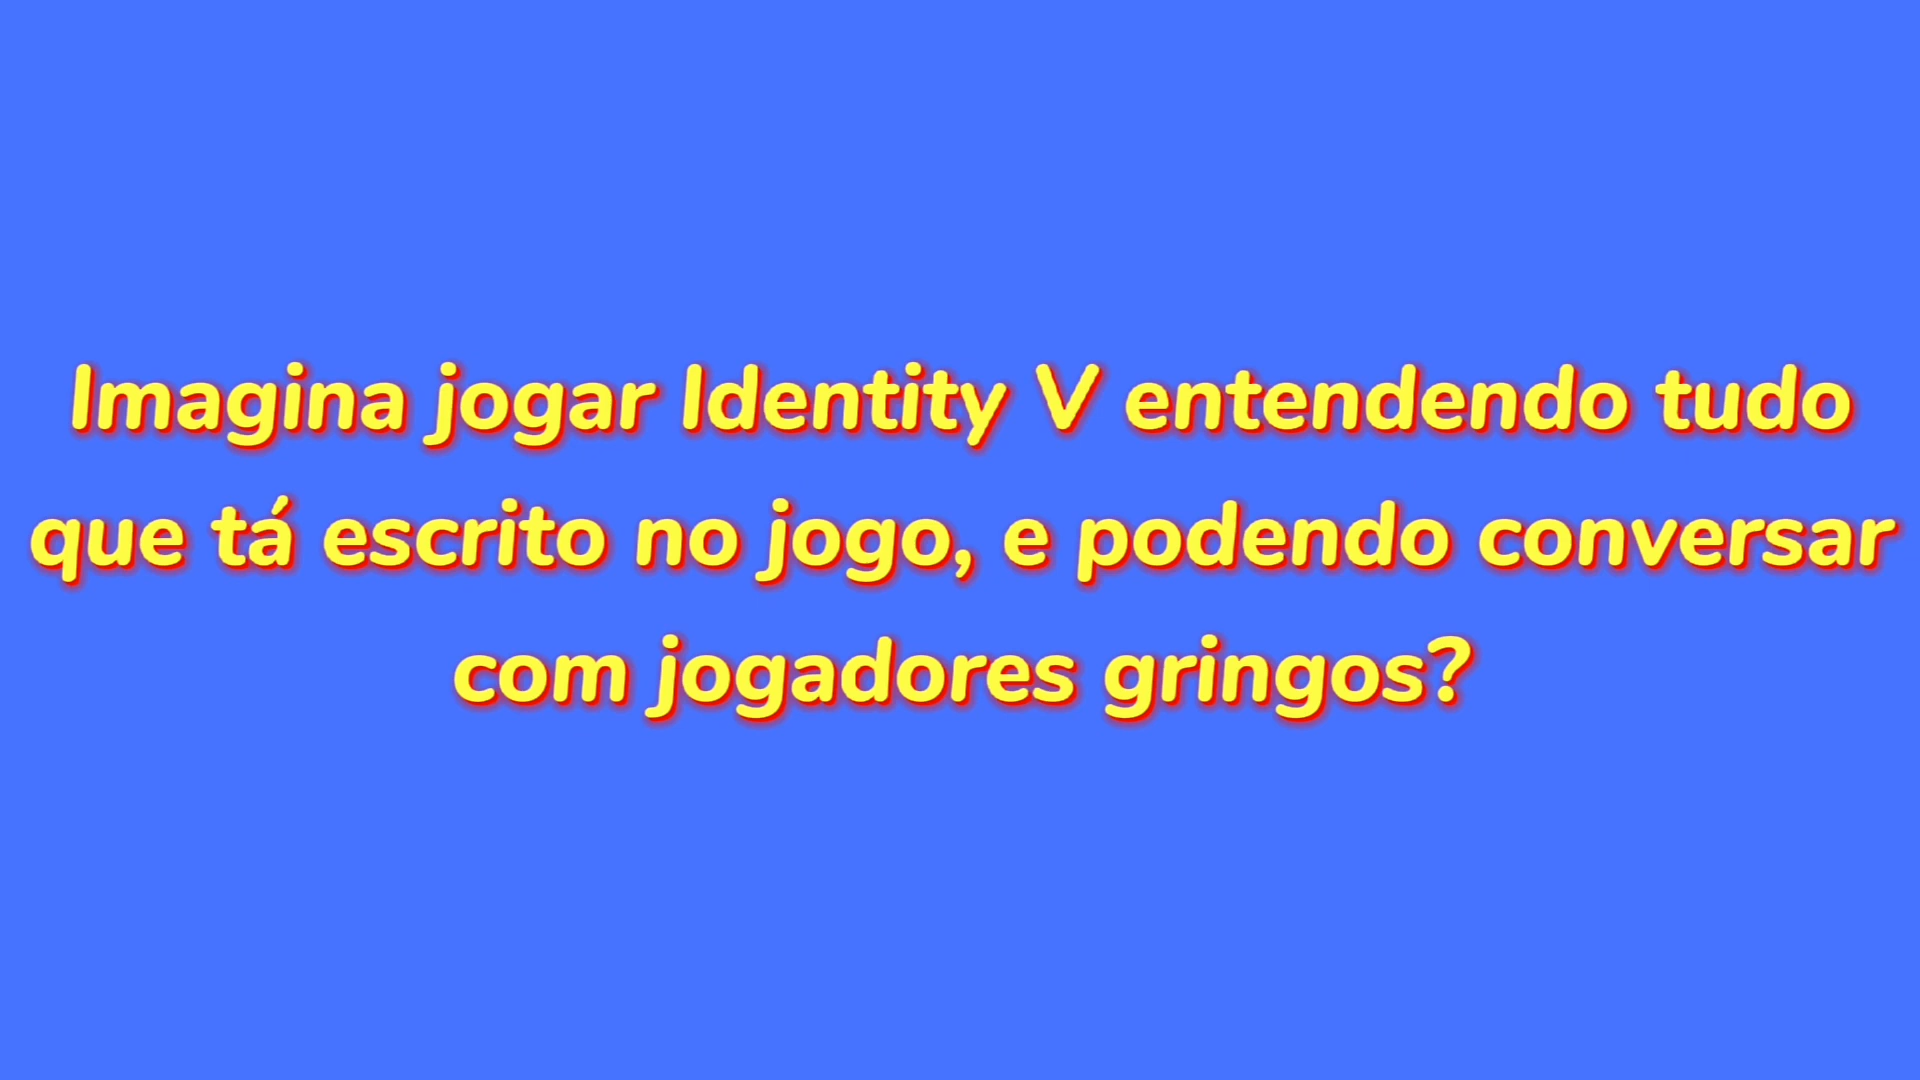 Imagina jogar Identity V entendendo tudo
que tá escrito no jogo, e podendo conversar
com jogadores gringos?